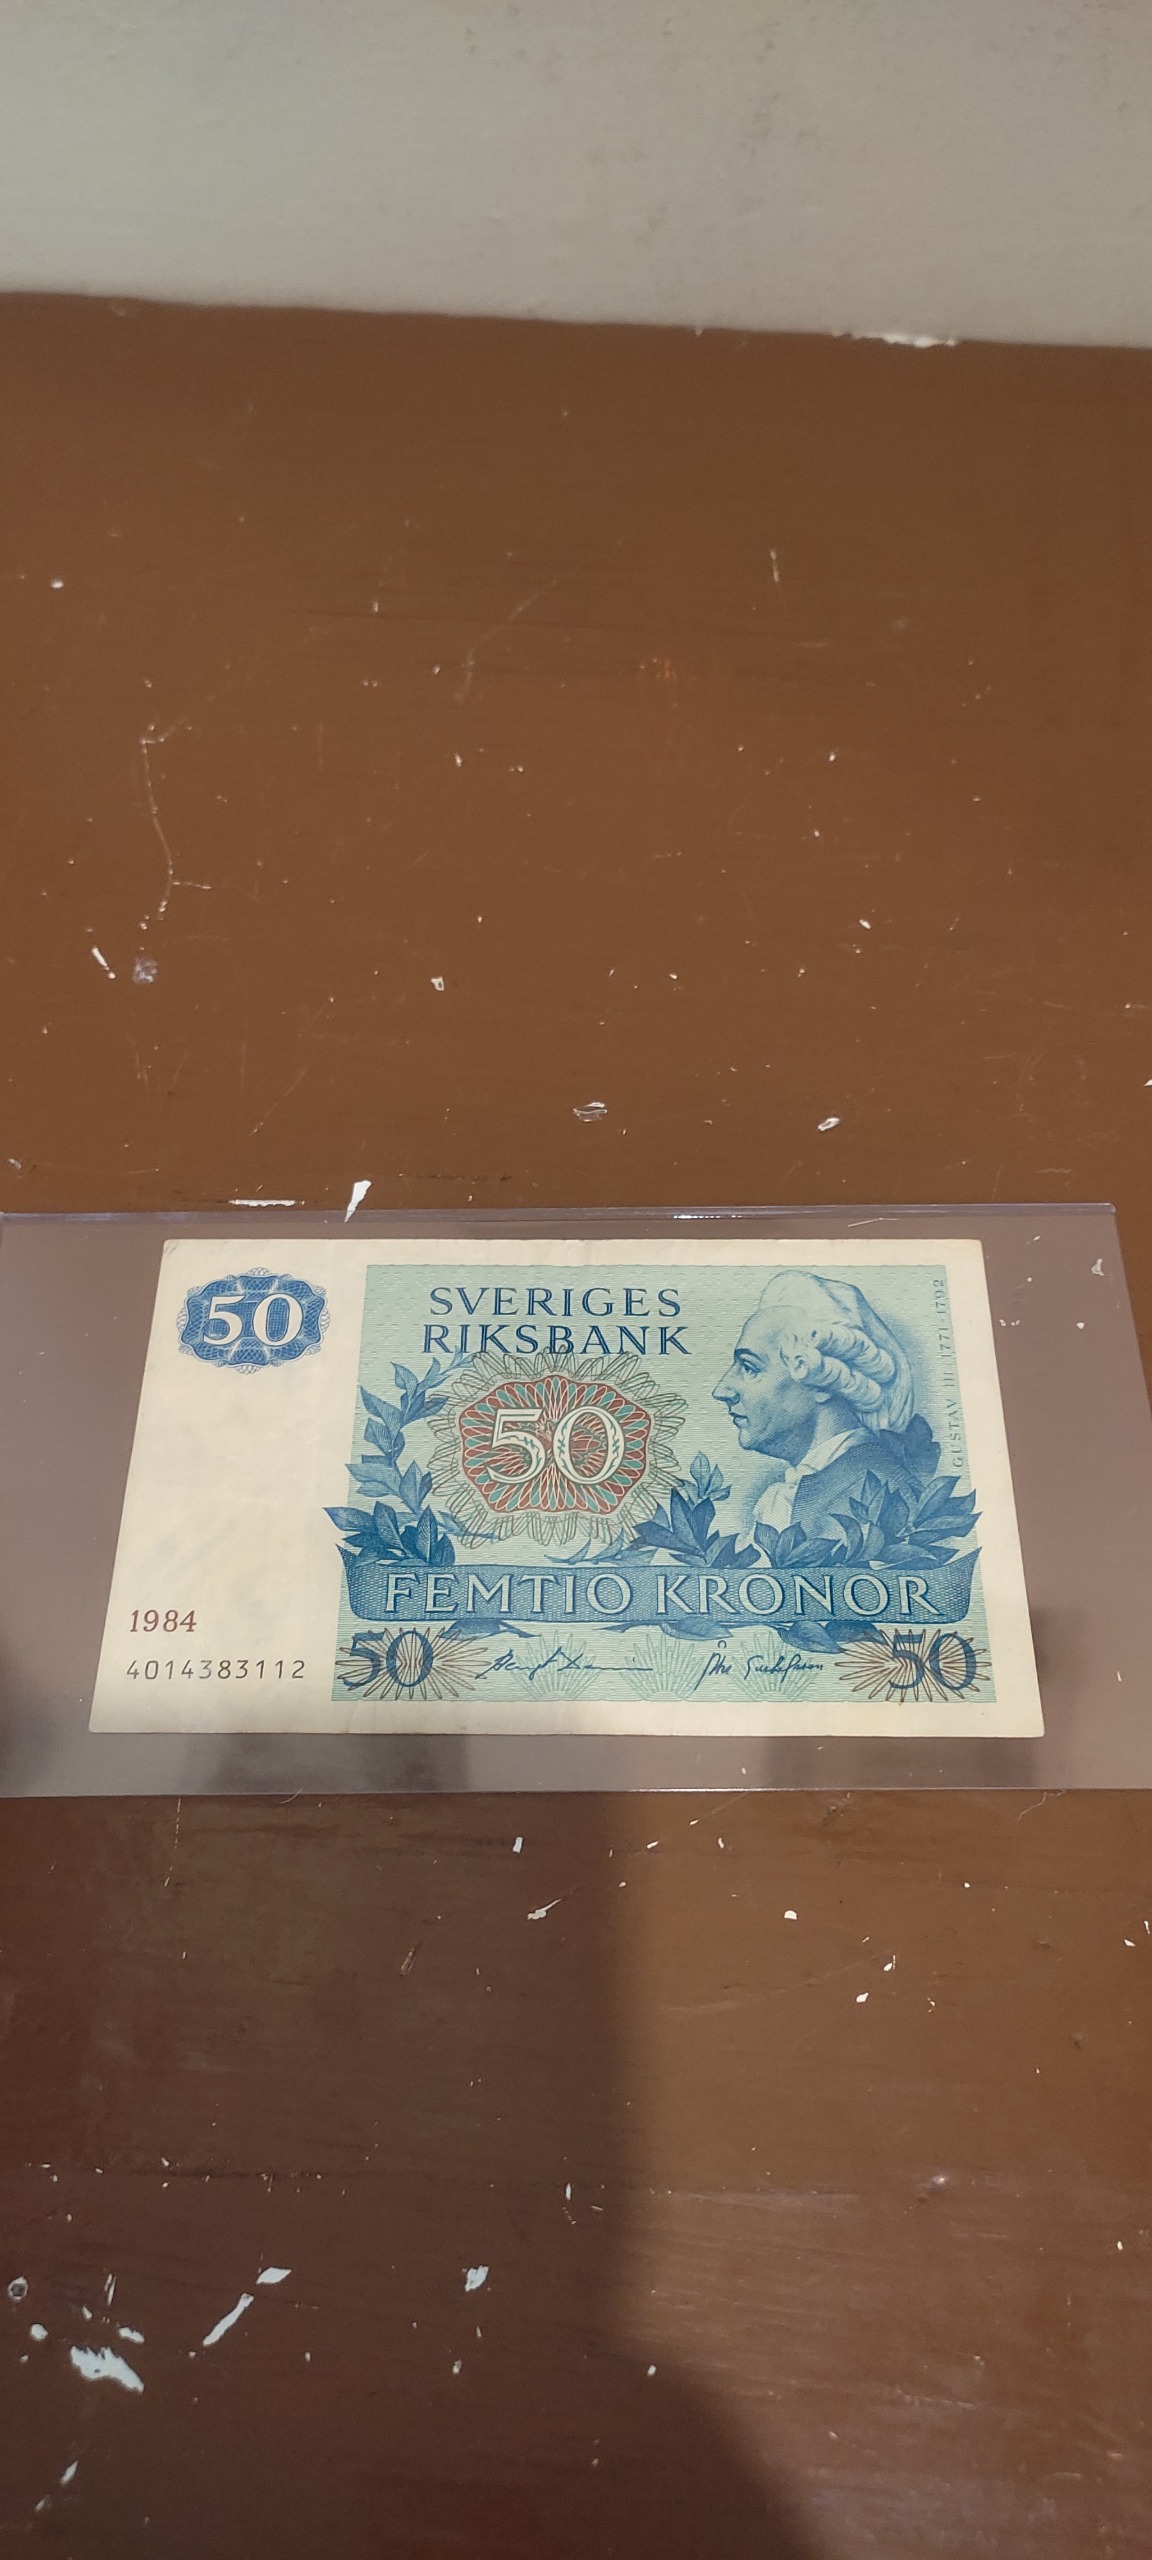 50
SVERIGES
RIKSBANK
GUSTAV III 1771-1792
50
FEMTIO KRONOR
1984
4014383112
50
50